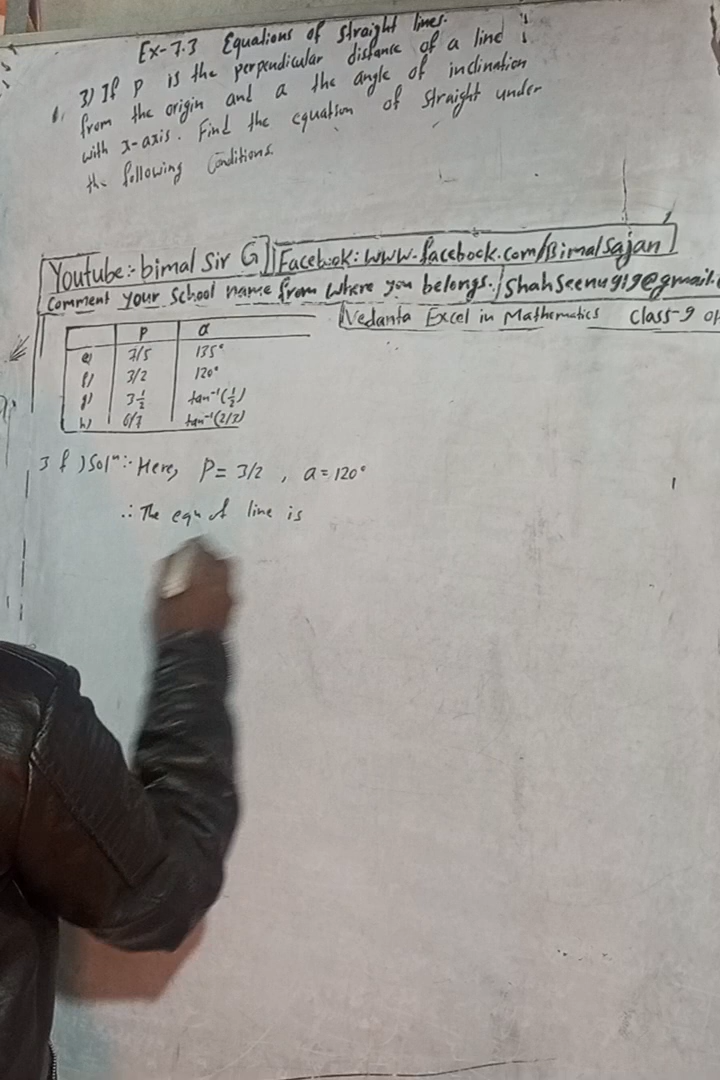 Ex-7.3 Equations of straight lines.
3) If P is the perpendicular distance of a line
from the origin and a the angle of inclination
with x-axis. Find the equation of straight under
the following Conditions.
Youtube:- bimal Sir G Facebook: www.facebook.com/Bimalsajan
Comment your School name from where you belongs. / Shahseenu919@gmail.
Vedanta Excel in Mathematics Class-9
P α
e) 7/5 135°
f) 3/2 120°
g) 3 1/2 tan⁻¹(1/2)
h) 6/7 tan⁻¹(2/3)
3 f ) Solⁿ:- Here, P = 3/2 , a = 120°
∴ The eqn of line is